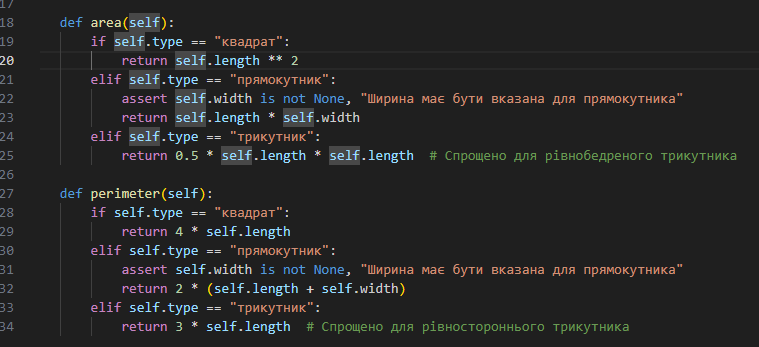 17
18 def area(self):
19 if self.type == "квадрат":
20 return self.length ** 2
21 elif self.type == "прямокутник":
22 assert self.width is not None, "Ширина має бути вказана для прямокутника"
23 return self.length * self.width
24 elif self.type == "трикутник":
25 return 0.5 * self.length * self.length # Спрощено для рівнобедреного трикутника
26
27 def perimeter(self):
28 if self.type == "квадрат":
29 return 4 * self.length
30 elif self.type == "прямокутник":
31 assert self.width is not None, "Ширина має бути вказана для прямокутника"
32 return 2 * (self.length + self.width)
33 elif self.type == "трикутник":
34 return 3 * self.length # Спрощено для рівностороннього трикутника